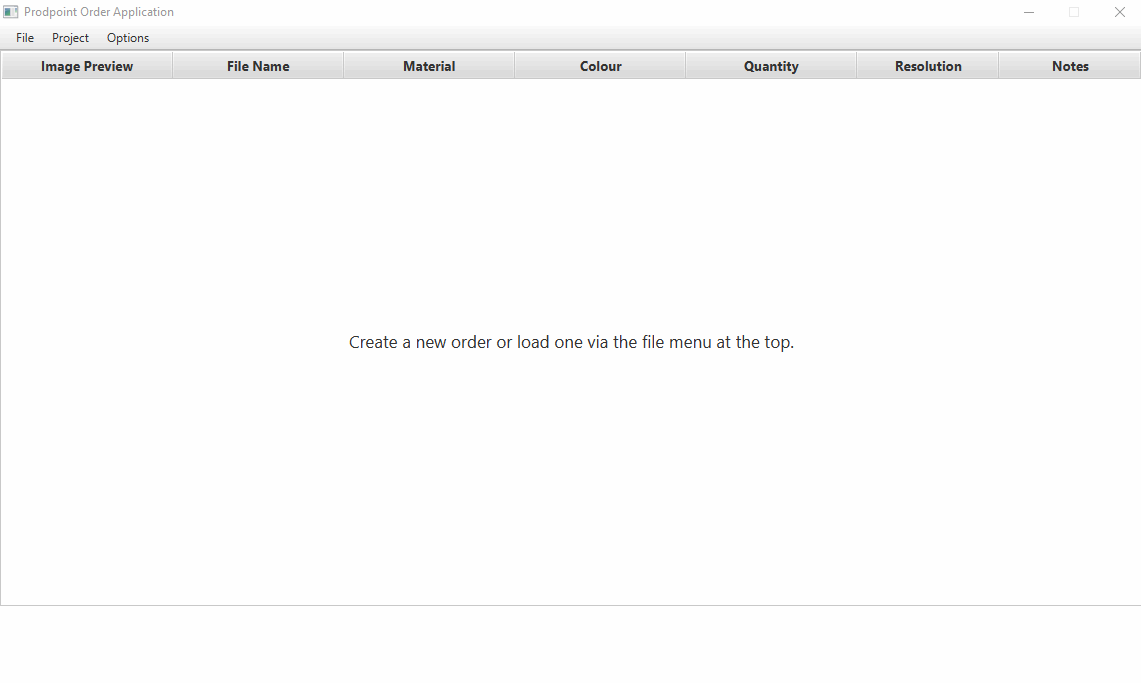 Prodpoint Order Application
File Project Options
Image Preview File Name Material Colour Quantity Resolution Notes
Create a new order or load one via the file menu at the top.